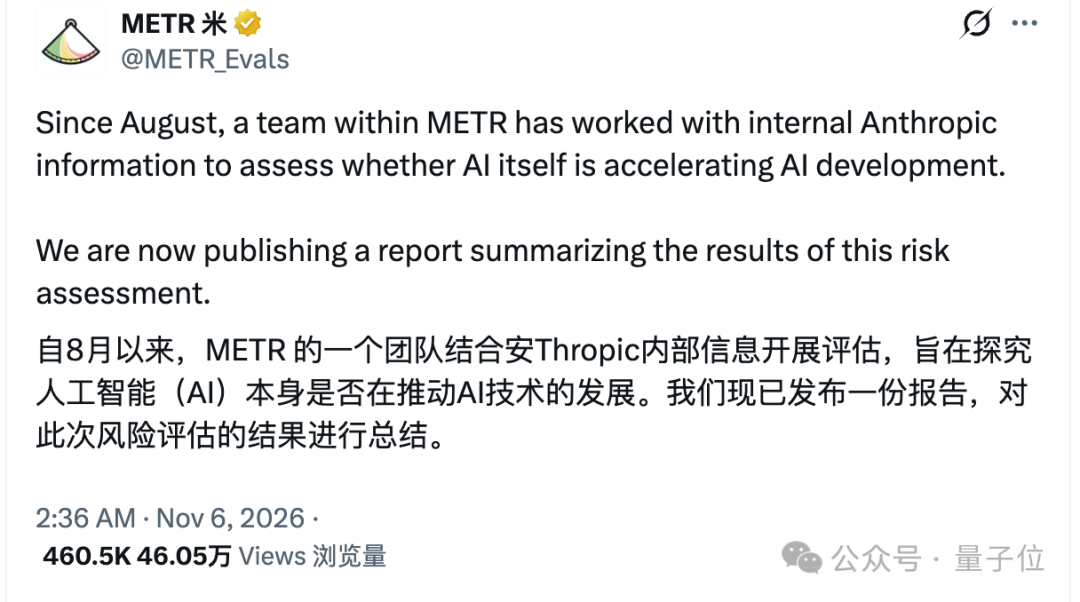 METR 米
@METR_Evals
Since August, a team within METR has worked with internal Anthropic
information to assess whether AI itself is accelerating AI development.
We are now publishing a report summarizing the results of this risk
assessment.
自8月以来，METR 的一个团队结合安Thropic内部信息开展评估，旨在探究
人工智能（AI）本身是否在推动AI技术的发展。我们现已发布一份报告，对
此次风险评估的结果进行总结。
2:36 AM · Nov 6, 2026 ·
460.5K 46.05万 Views 浏览量
公众号 · 量子位